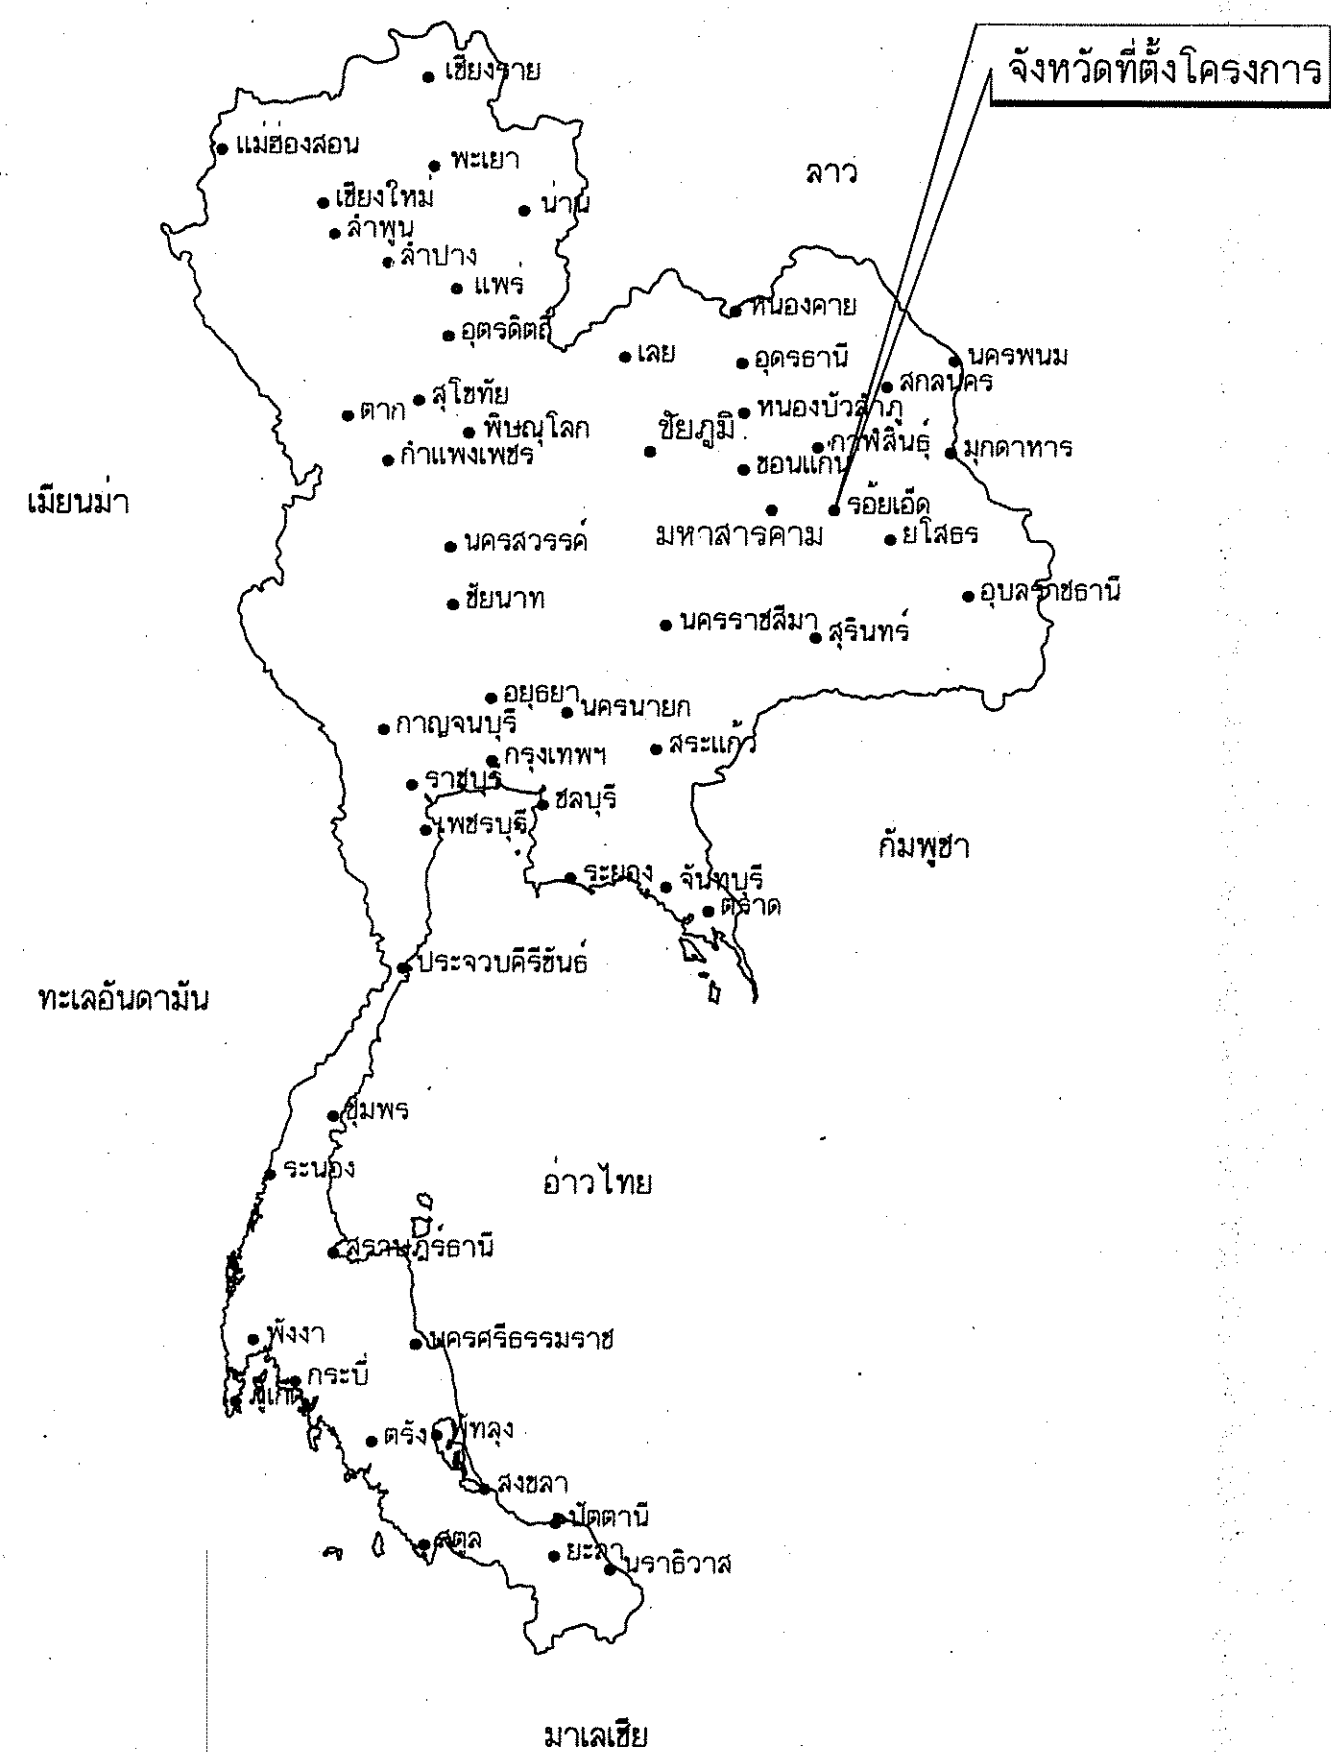 เชียงราย
จังหวัดที่ตั้งโครงการ
แม่ฮ่องสอน
พะเยา
ลาว
เชียงใหม่
น่าน
ลำพูน
ลำปาง
แพร่
หนองคาย
อุตรดิตถ์
เลย
อุดรธานี
นครพนม
สกลนคร
สุโขทัย
ตาก
หนองบัวลำภู
พิษณุโลก
ชัยภูมิ
กาฬสินธุ์
มุกดาหาร
กำแพงเพชร
ขอนแก่น
เมียนม่า
ร้อยเอ็ด
มหาสารคาม
ยโสธร
นครสวรรค์
อุบลราชธานี
ชัยนาท
นครราชสีมา
สุรินทร์
อยุธยา
นครนายก
กาญจนบุรี
สระแก้ว
กรุงเทพฯ
ราชบุรี
ชลบุรี
เพชรบุรี
กัมพูชา
ระยอง
จันทบุรี
ตราด
ประจวบคีรีขันธ์
ทะเลอันดามัน
ชุมพร
ระนอง
อ่าวไทย
สุราษฎร์ธานี
พังงา
นครศรีธรรมราช
กระบี่
ภูเก็ต
ตรัง
พัทลุง
สงขลา
ปัตตานี
สตูล
ยะลา
นราธิวาส
มาเลเซีย